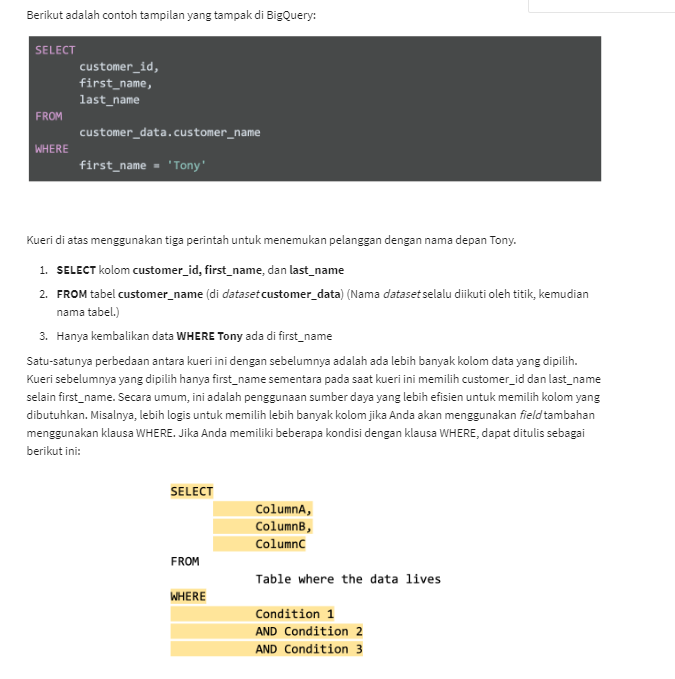 Berikut adalah contoh tampilan yang tampak di BigQuery:
SELECT
customer_id,
first_name,
last_name
FROM
customer_data.customer_name
WHERE
first_name = 'Tony'
Kueri di atas menggunakan tiga perintah untuk menemukan pelanggan dengan nama depan Tony.
1. SELECT kolom customer_id, first_name, dan last_name
2. FROM tabel customer_name (di dataset customer_data) (Nama dataset selalu diikuti oleh titik, kemudian
nama tabel.)
3. Hanya kembalikan data WHERE Tony ada di first_name
Satu-satunya perbedaan antara kueri ini dengan sebelumnya adalah ada lebih banyak kolom data yang dipilih.
Kueri sebelumnya yang dipilih hanya first_name sementara pada saat kueri ini memilih customer_id dan last_name
selain first_name. Secara umum, ini adalah penggunaan sumber daya yang lebih efisien untuk memilih kolom yang
dibutuhkan. Misalnya, lebih logis untuk memilih lebih banyak kolom jika Anda akan menggunakan field tambahan
menggunakan klausa WHERE. Jika Anda memiliki beberapa kondisi dengan klausa WHERE, dapat ditulis sebagai
berikut ini:
SELECT
ColumnA,
ColumnB,
ColumnC
FROM
Table where the data lives
WHERE
Condition 1
AND Condition 2
AND Condition 3